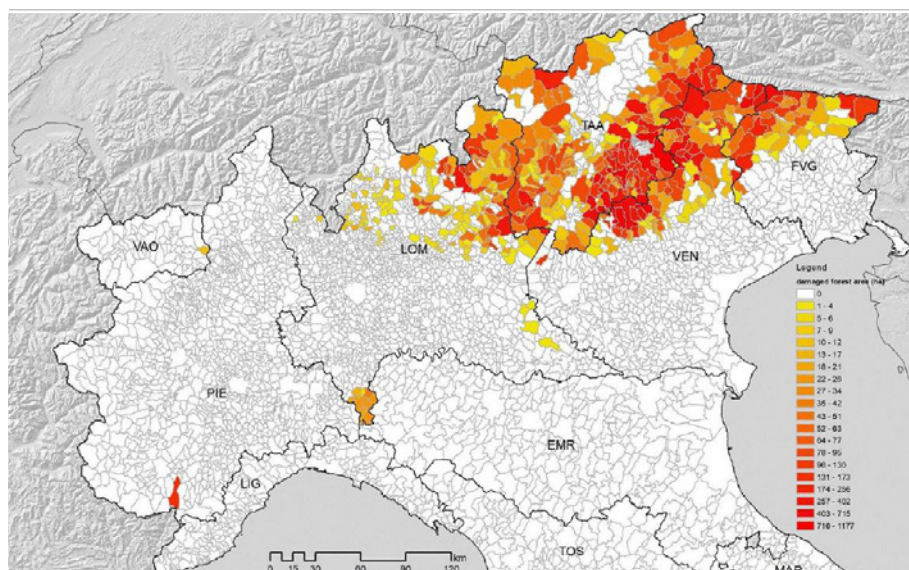 TAA
FVG
VAO
LOM
VEN
PIE
EMR
LIG
TOS
MAR
Legend
damaged forest area (ha)
0
1 - 4
5 - 6
7 - 9
10 - 12
13 - 17
18 - 21
22 - 26
27 - 34
35 - 42
43 - 51
52 - 63
64 - 77
78 - 95
96 - 130
131 - 173
174 - 256
257 - 402
403 - 715
716 - 1177
km
0 15 30 60 90 120